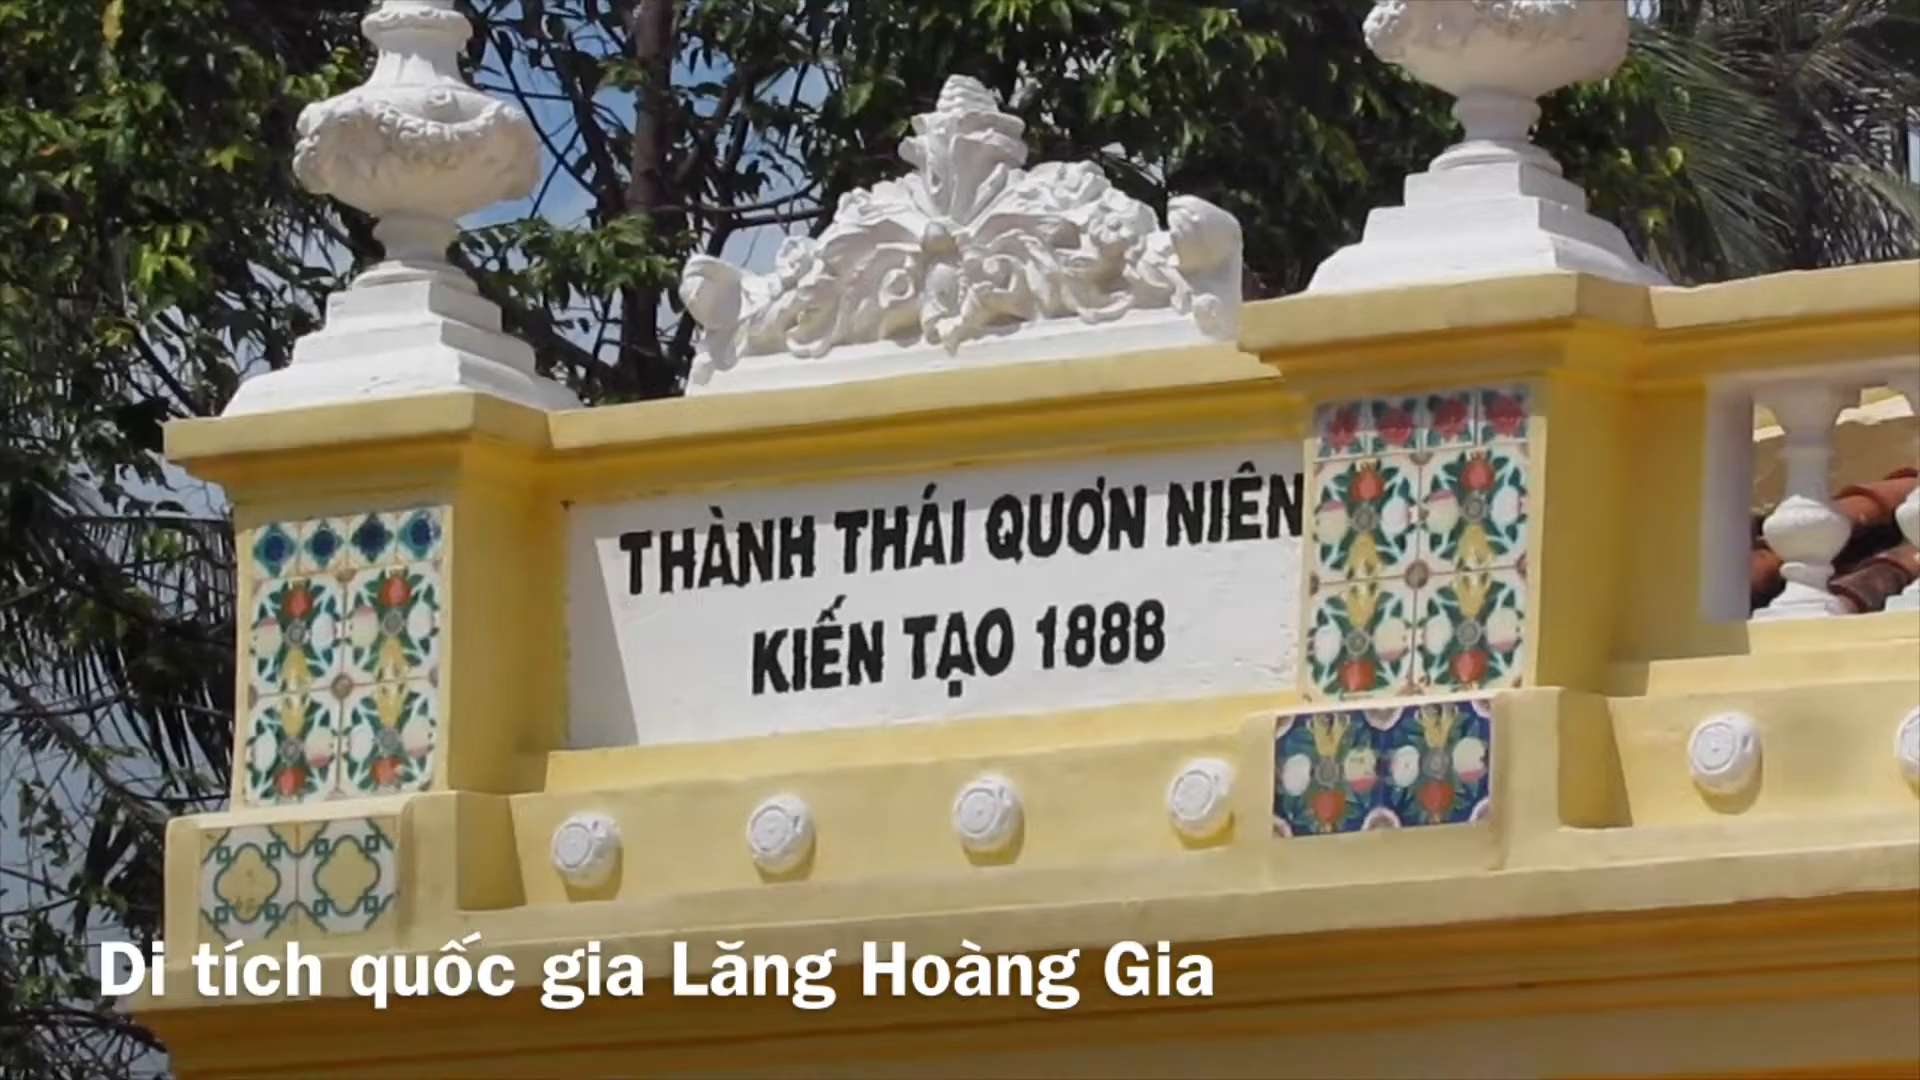 THÀNH THÁI QUƠN NIÊN
KIẾN TẠO 1888
Di tích quốc gia Lăng Hoàng Gia